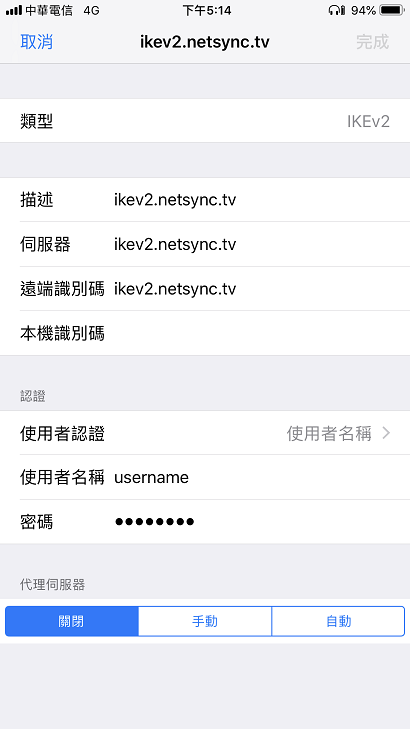 中華電信 4G 下午5:14 94%
取消 ikev2.netsync.tv 完成
類型 IKEv2
描述 ikev2.netsync.tv
伺服器 ikev2.netsync.tv
遠端識別碼 ikev2.netsync.tv
本機識別碼
認證
使用者認證 使用者名稱
使用者名稱 username
密碼 ●●●●●●●●
代理伺服器
關閉 手動 自動